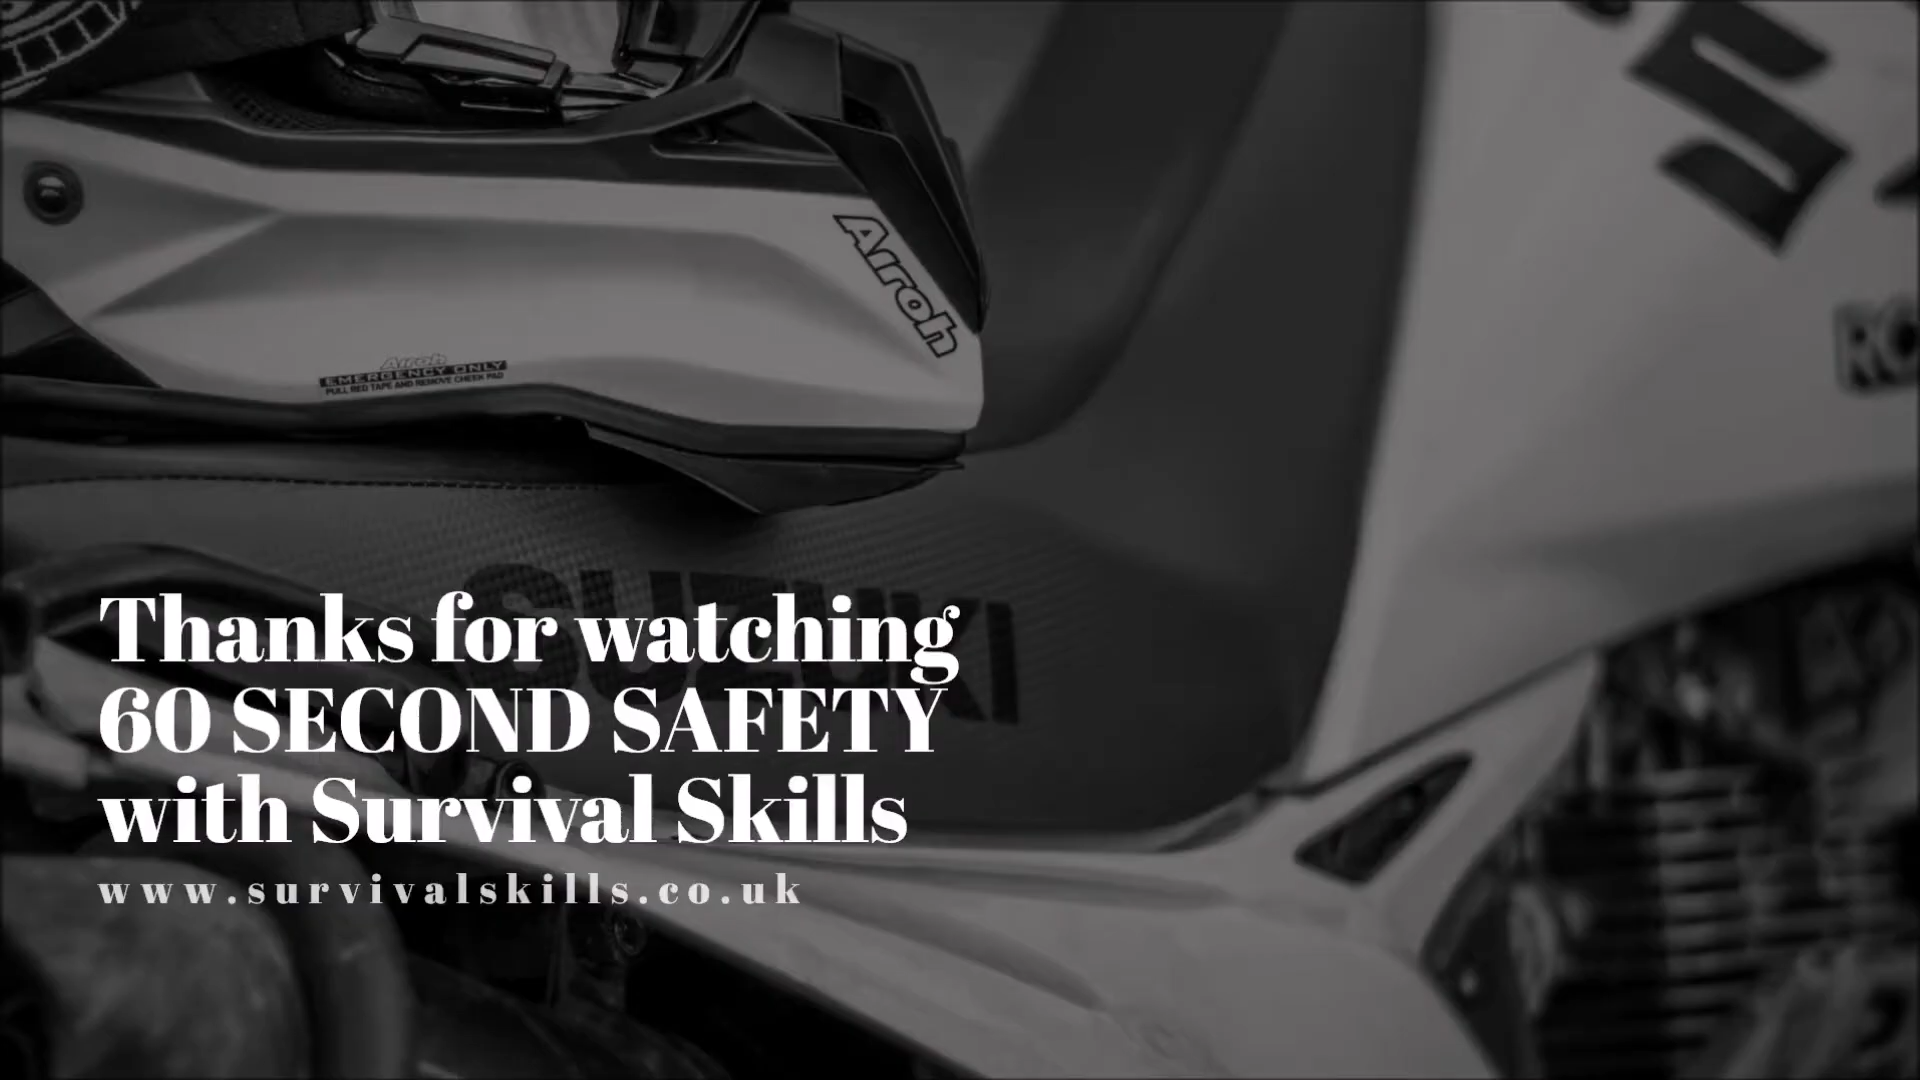 Airoh
Airoh
EMERGENCY ONLY
PULL RED TAPE AND REMOVE CHEEK PAD
SUZUKI
Thanks for watching
60 SECOND SAFETY
with Survival Skills
www.survivalskills.co.uk